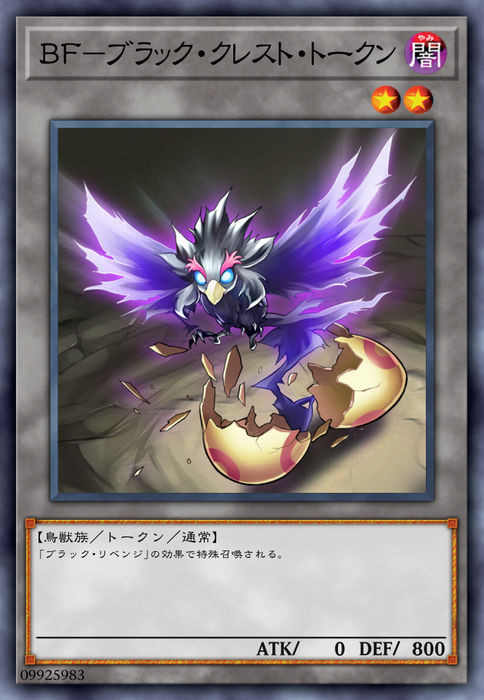 BF－ブラック・クレスト・トークン
やみ
闇
【鳥獣族／トークン／通常】
「ブラック・リベンジ」の効果で特殊召喚される。
ATK/ 0 DEF/ 800
09925983